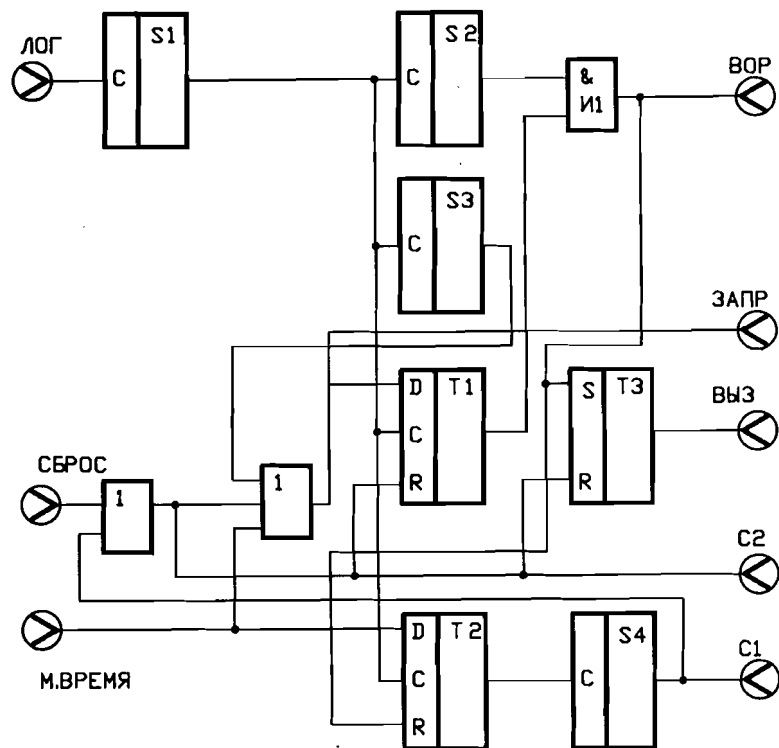 ЛОГ
S1
C
S2
C
&
И1
ВОР
S3
C
ЗАПР
D
T1
C
R
S
T3
R
ВЫЗ
СБРОС
1
1
C2
D
T2
C
R
S4
C
C1
М.ВРЕМЯ